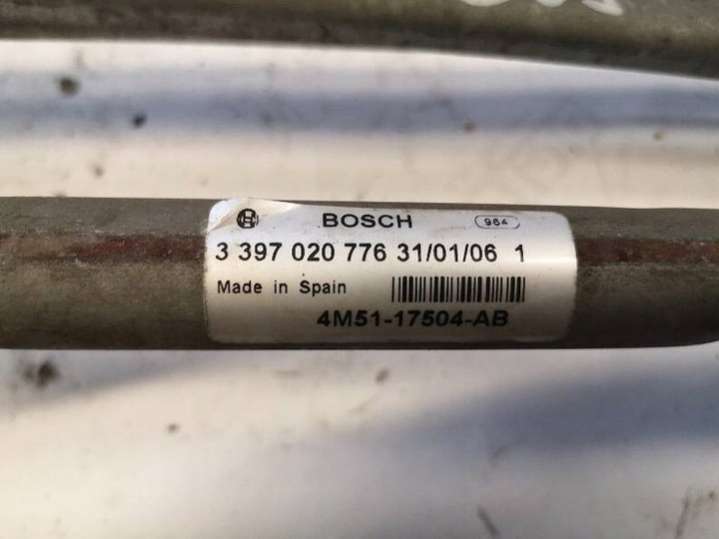 BOSCH 964
3 397 020 776 31/01/06 1
Made in Spain
4M51-17504-AB